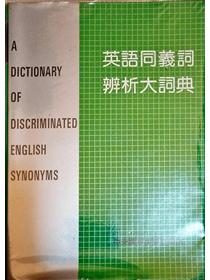 A
DICTIONARY
OF
DISCRIMINATED
ENGLISH
SYNONYMS
英語同義詞
辨析大詞典